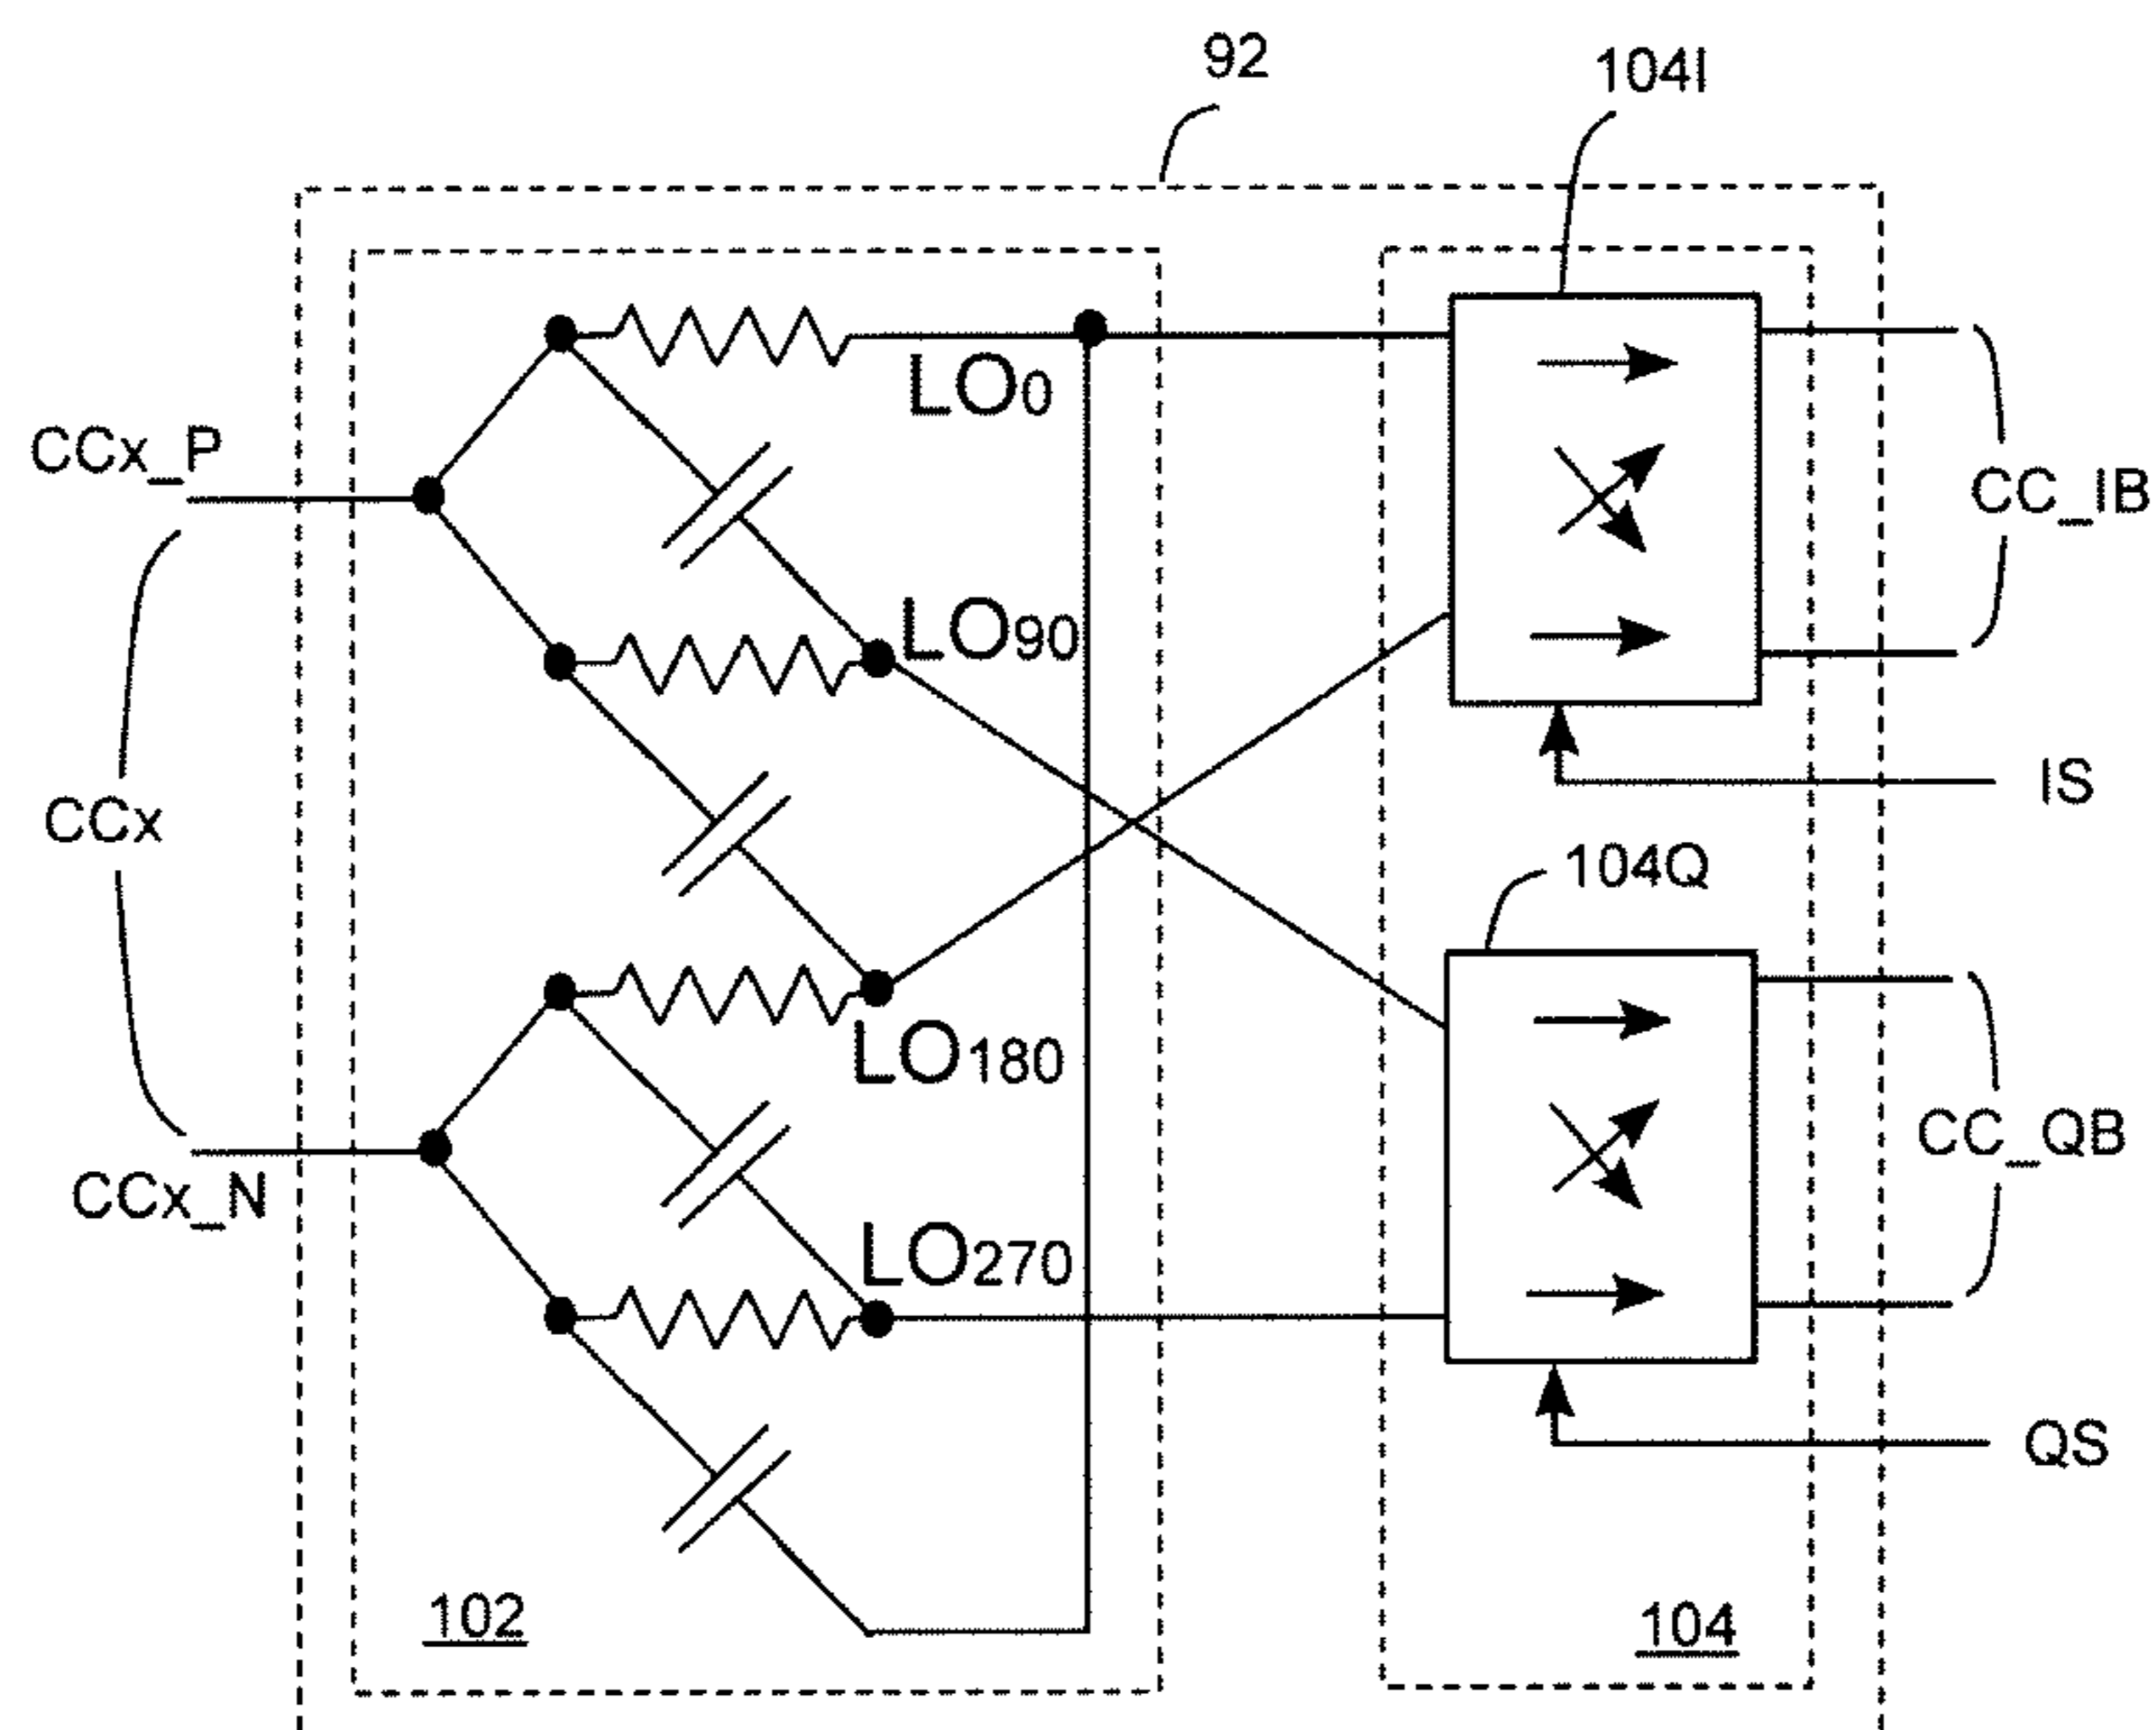 92
104I
LO0
CCx_P
CC_IB
LO90
IS
CCx
104Q
LO180
CC_QB
CCx_N
LO270
QS
102
104